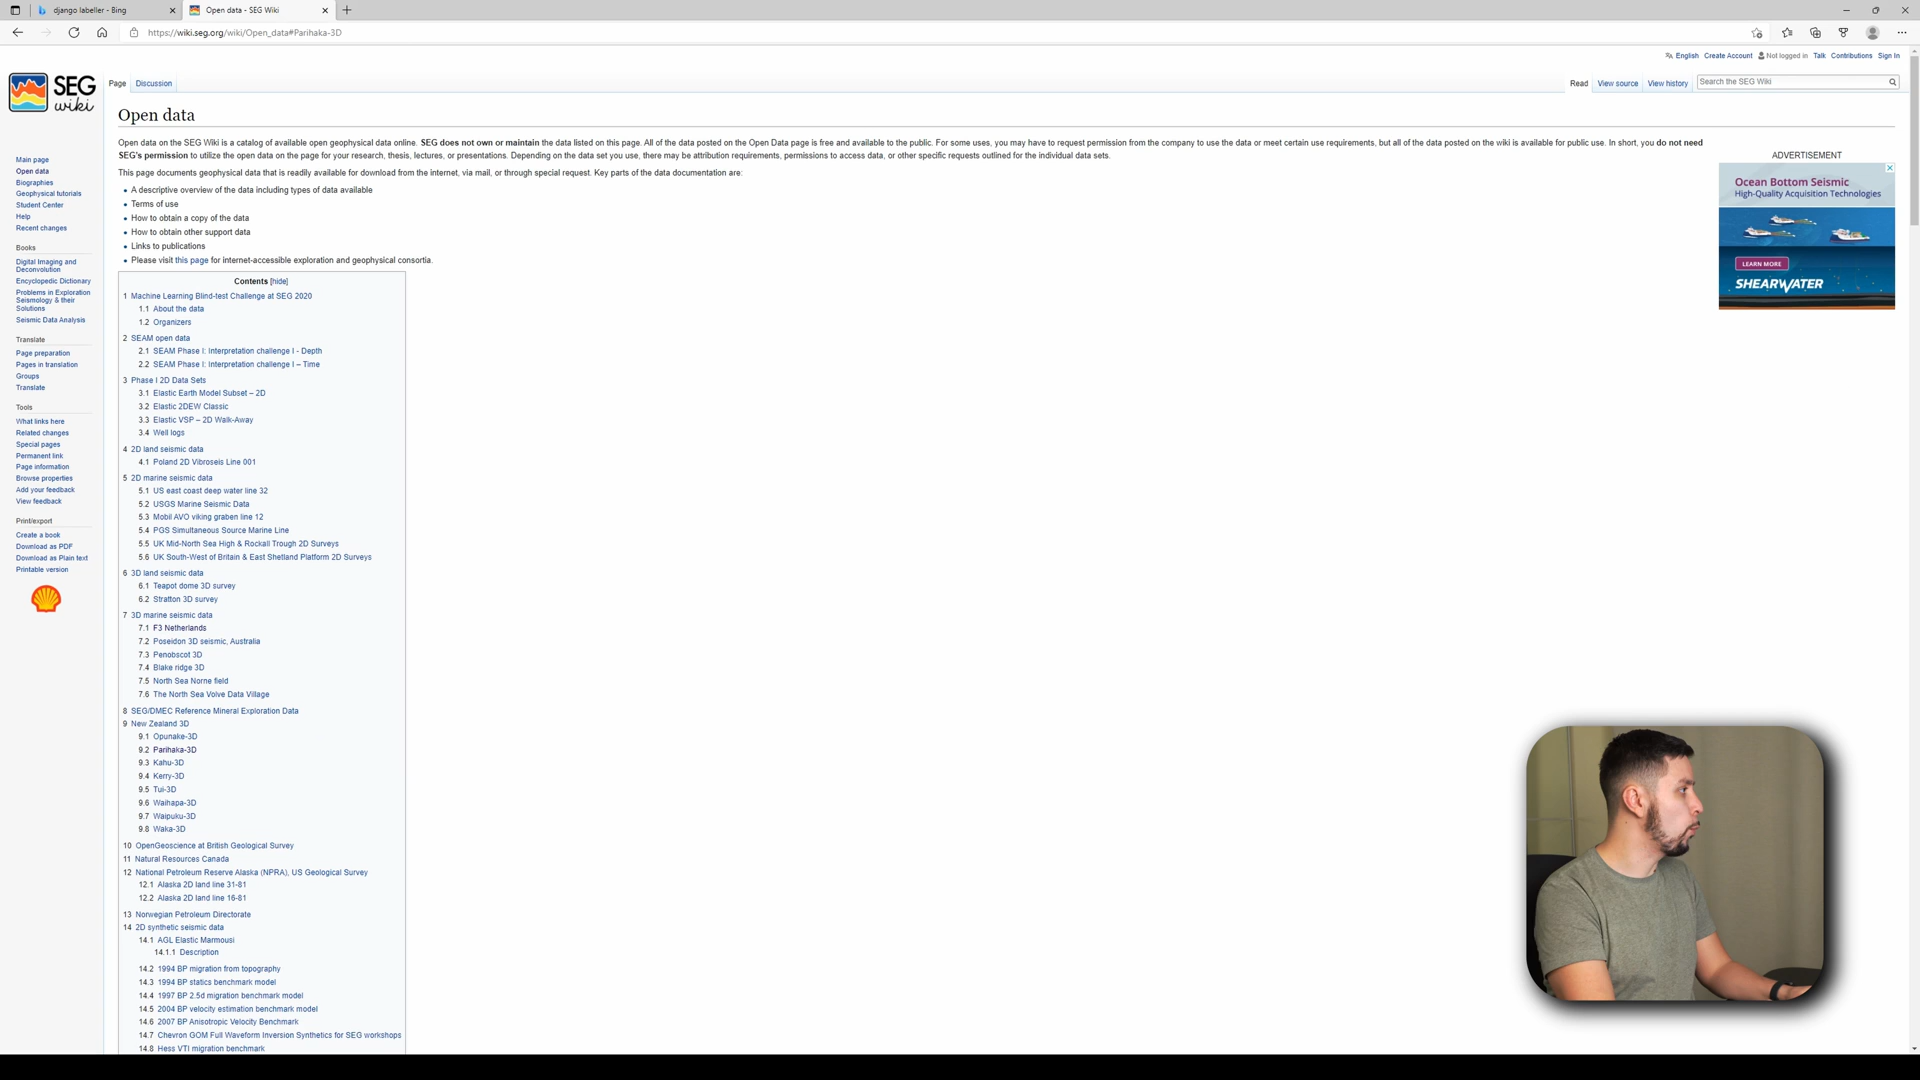 django labeller - Bing
Open data - SEG Wiki
https://wiki.seg.org/wiki/Open_data#Parihaka-3D
English Create Account Not logged in Talk Contributions Sign In
SEG
wiki
Page Discussion
Read View source View history Search the SEG Wiki
Open data
Open data on the SEG Wiki is a catalog of available open geophysical data online. SEG does not own or maintain the data listed on this page. All of the data posted on the Open Data page is free and available to the public. For some uses, you may have to request permission from the company to use the data or meet certain use requirements, but all of the data posted on the wiki is available for public use. In short, you do not need
SEG's permission to utilize the open data on the page for your research, thesis, lectures, or presentations. Depending on the data set you use, there may be attribution requirements, permissions to access data, or other specific requests outlined for the individual data sets.
This page documents geophysical data that is readily available for download from the internet, via mail, or through special request. Key parts of the data documentation are:
A descriptive overview of the data including types of data available
Terms of use
How to obtain a copy of the data
How to obtain other support data
Links to publications
Please visit this page for internet-accessible exploration and geophysical consortia.
Main page
Open data
Biographies
Geophysical tutorials
Student Center
Help
Recent changes
Books
Digital Imaging and
Deconvolution
Encyclopedic Dictionary
Problems in Exploration
Seismology & their
Solutions
Seismic Data Analysis
Translate
Page preparation
Pages in translation
Groups
Translate
Tools
What links here
Related changes
Special pages
Permanent link
Page information
Browse properties
Add your feedback
View feedback
Print/export
Create a book
Download as PDF
Download as Plain text
Printable version
Contents [hide]
1 Machine Learning Blind-test Challenge at SEG 2020
1.1 About the data
1.2 Organizers
2 SEAM open data
2.1 SEAM Phase I: Interpretation challenge I - Depth
2.2 SEAM Phase I: Interpretation challenge I – Time
3 Phase I 2D Data Sets
3.1 Elastic Earth Model Subset – 2D
3.2 Elastic 2DEW Classic
3.3 Elastic VSP – 2D Walk-Away
3.4 Well logs
4 2D land seismic data
4.1 Poland 2D Vibroseis Line 001
5 2D marine seismic data
5.1 US east coast deep water line 32
5.2 USGS Marine Seismic Data
5.3 Mobil AVO viking graben line 12
5.4 PGS Simultaneous Source Marine Line
5.5 UK Mid-North Sea High & Rockall Trough 2D Surveys
5.6 UK South-West of Britain & East Shetland Platform 2D Surveys
6 3D land seismic data
6.1 Teapot dome 3D survey
6.2 Stratton 3D survey
7 3D marine seismic data
7.1 F3 Netherlands
7.2 Poseidon 3D seismic, Australia
7.3 Penobscot 3D
7.4 Blake ridge 3D
7.5 North Sea Norne field
7.6 The North Sea Volve Data Village
8 SEG/DMEC Reference Mineral Exploration Data
9 New Zealand 3D
9.1 Opunake-3D
9.2 Parihaka-3D
9.3 Kahu-3D
9.4 Kerry-3D
9.5 Tui-3D
9.6 Waihapa-3D
9.7 Waipuku-3D
9.8 Waka-3D
10 OpenGeoscience at British Geological Survey
11 Natural Resources Canada
12 National Petroleum Reserve Alaska (NPRA), US Geological Survey
12.1 Alaska 2D land line 31-81
12.2 Alaska 2D land line 16-81
13 Norwegian Petroleum Directorate
14 2D synthetic seismic data
14.1 AGL Elastic Marmousi
14.1.1 Description
14.2 1994 BP migration from topography
14.3 1994 BP statics benchmark model
14.4 1997 BP 2.5d migration benchmark model
14.5 2004 BP velocity estimation benchmark model
14.6 2007 BP Anisotropic Velocity Benchmark
14.7 Chevron GOM Full Waveform Inversion Synthetics for SEG workshops
14.8 Hess VTI migration benchmark
ADVERTISEMENT
Ocean Bottom Seismic
High-Quality Acquisition Technologies
LEARN MORE
SHEARWATER